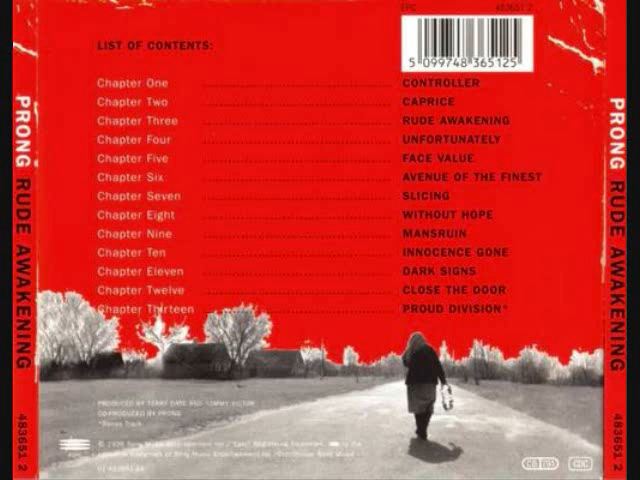 EPC 483651 2
5 099748 365125
LIST OF CONTENTS:
Chapter One CONTROLLER
Chapter Two CAPRICE
Chapter Three RUDE AWAKENING
Chapter Four UNFORTUNATELY
Chapter Five FACE VALUE
Chapter Six AVENUE OF THE FINEST
Chapter Seven SLICING
Chapter Eight WITHOUT HOPE
Chapter Nine MANSRUIN
Chapter Ten INNOCENCE GONE
Chapter Eleven DARK SIGNS
Chapter Twelve CLOSE THE DOOR
Chapter Thirteen PROUD DIVISION*
PRODUCED BY TERRY DATE AND TOMMY VICTOR
CO-PRODUCED BY PRONG
*Bonus Track
PRONG RUDE AWAKENING 483651 2
PRONG RUDE AWAKENING 483651 2